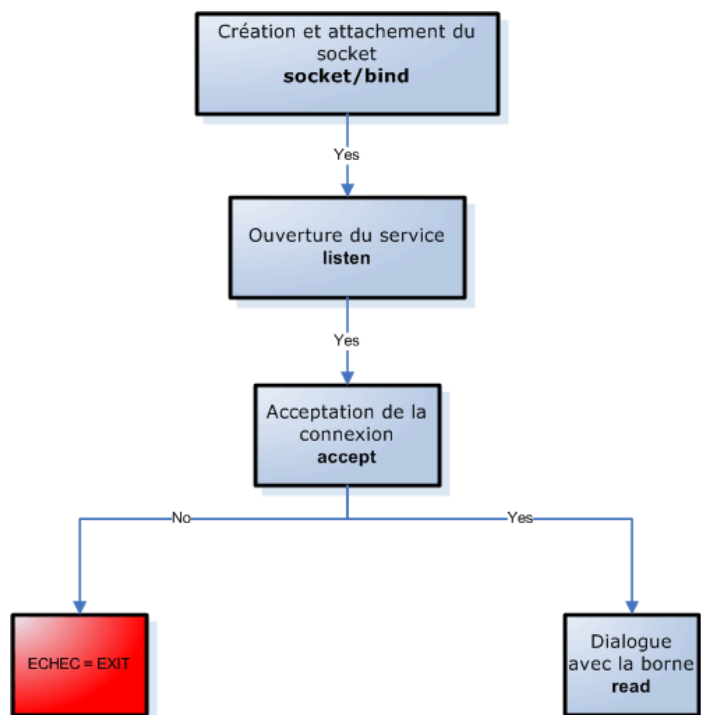 Création et attachement du
socket
socket/bind
Yes
Ouverture du service
listen
Yes
Acceptation de la
connexion
accept
No
Yes
ECHEC = EXIT
Dialogue
avec la borne
read